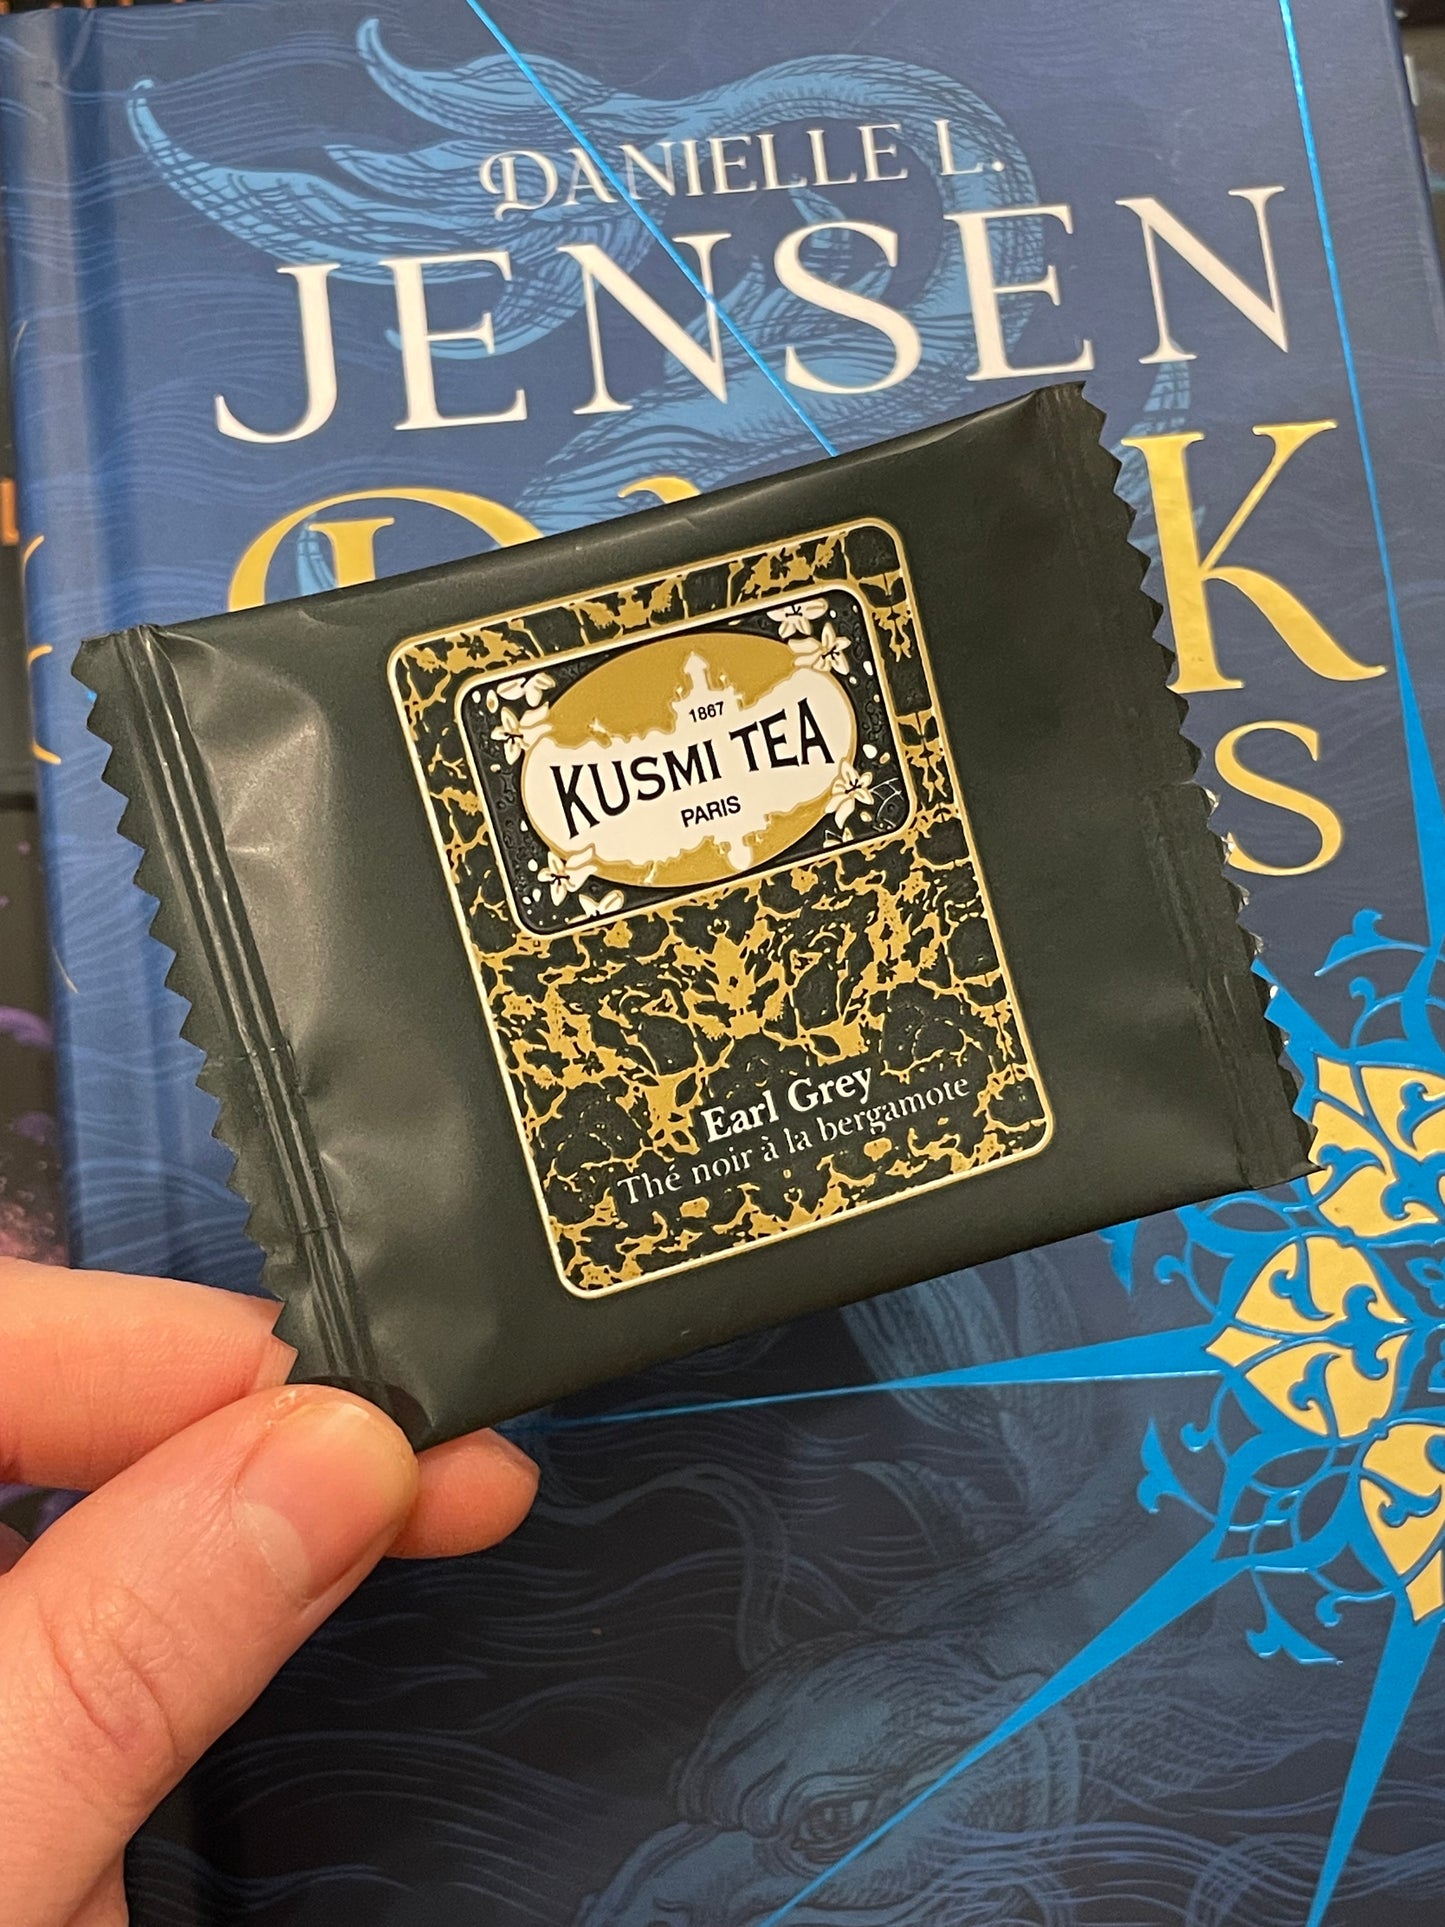 DANIELLE L.
JENSEN
1867
KUSMI TEA
PARIS
Earl Grey
Thé noir à la bergamote